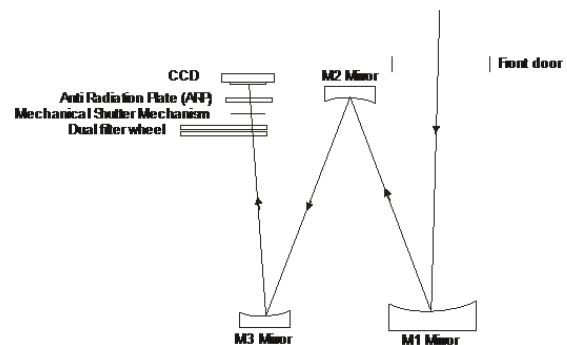 Front door
M2 Mirror
CCD
Anti Radiation Plate (ARP)
Mechanical Shutter Mechanism
Dual filter wheel
M3 Mirror
M1 Mirror